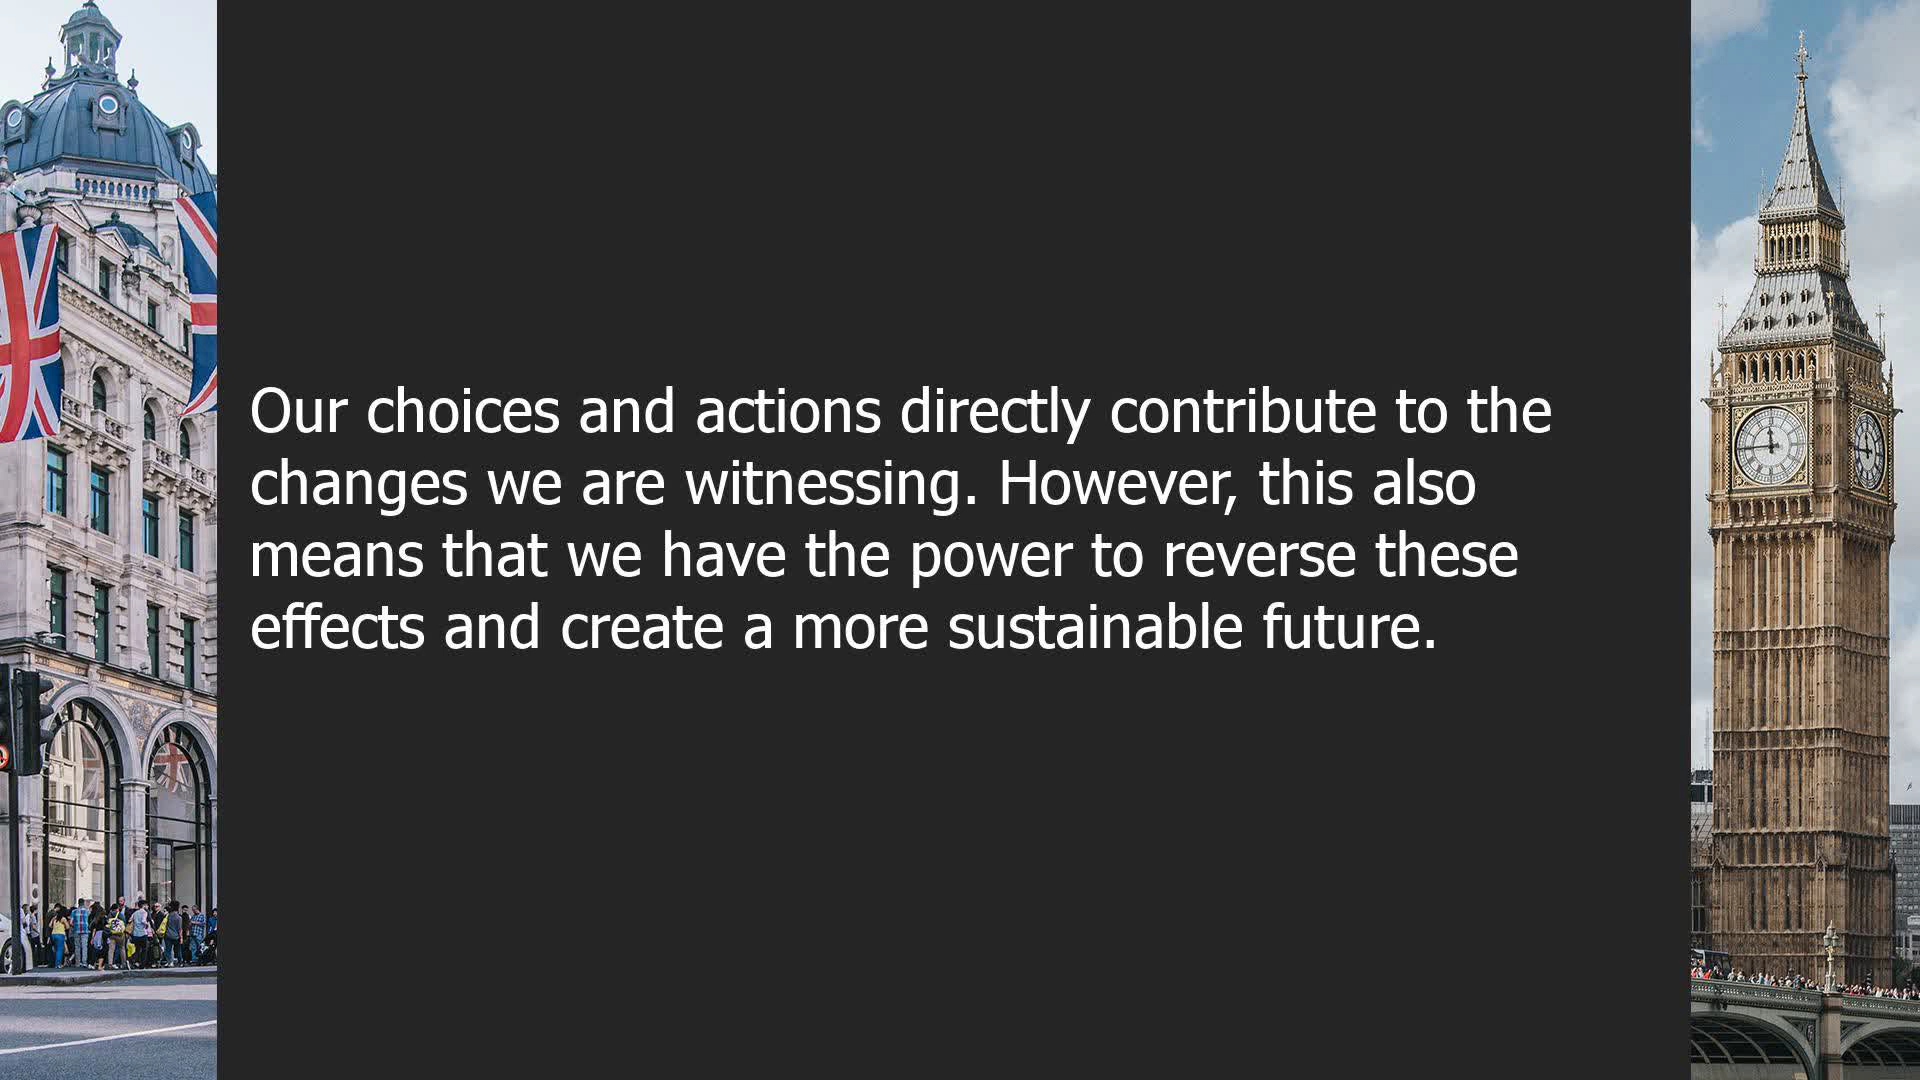 Our choices and actions directly contribute to the
changes we are witnessing. However, this also
means that we have the power to reverse these
effects and create a more sustainable future.